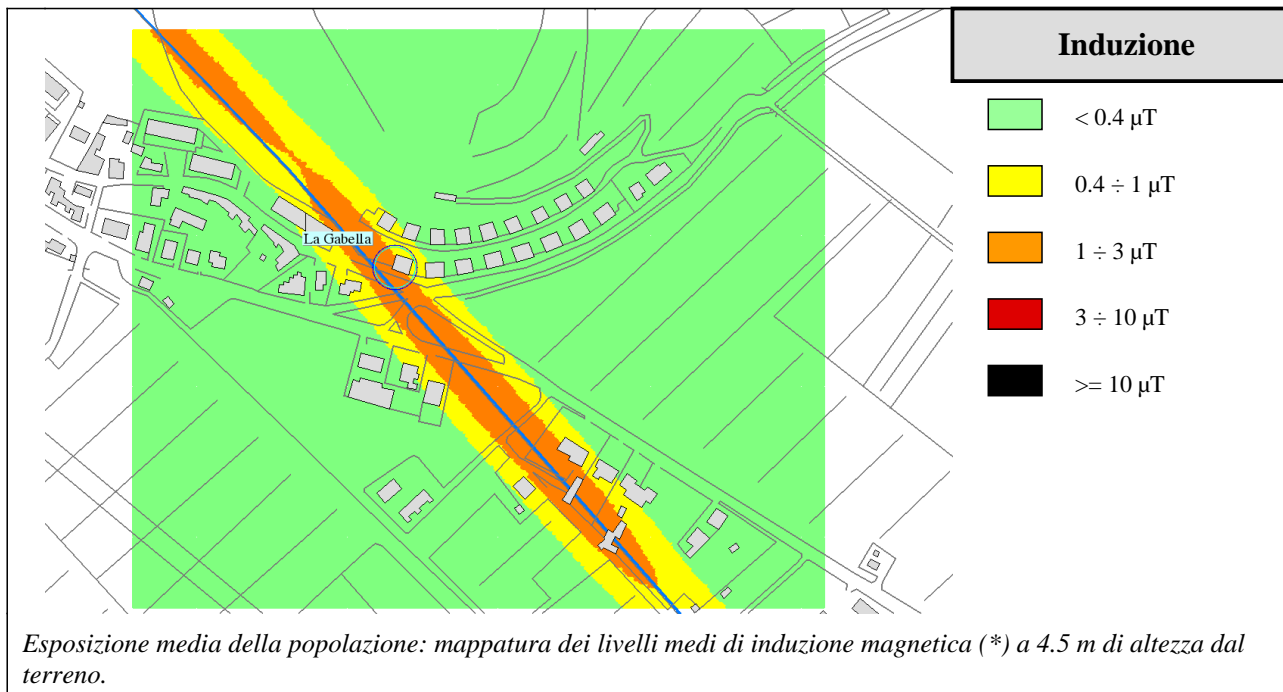 Induzione
< 0.4 µT
0.4 ÷ 1 µT
1 ÷ 3 µT
3 ÷ 10 µT
>= 10 µT
La Gabella
Esposizione media della popolazione: mappatura dei livelli medi di induzione magnetica (*) a 4.5 m di altezza dal
terreno.